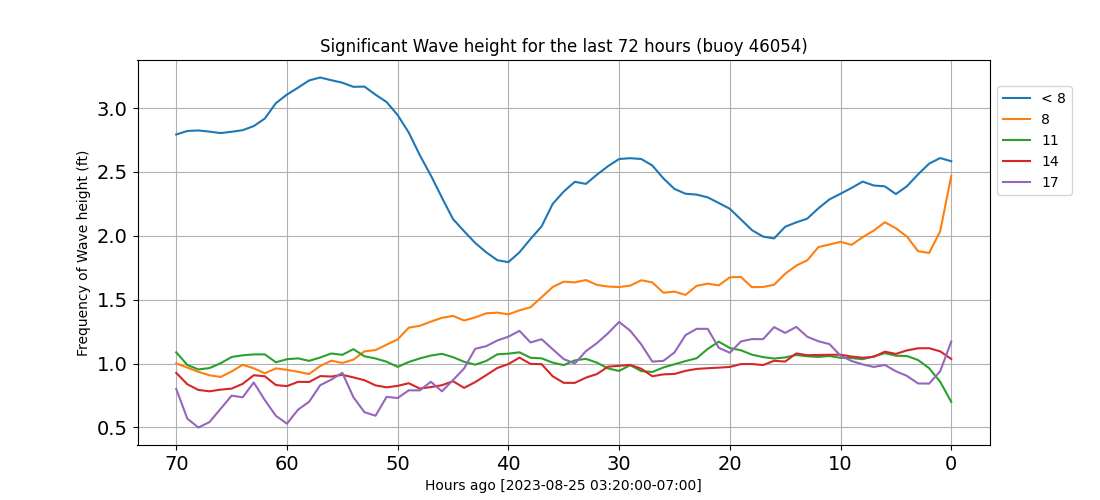 Significant Wave height for the last 72 hours (buoy 46054)
Frequency of Wave height (ft)
3.0
2.5
2.0
1.5
1.0
0.5
70 60 50 40 30 20 10 0
Hours ago [2023-08-25 03:20:00-07:00]
< 8
8
11
14
17